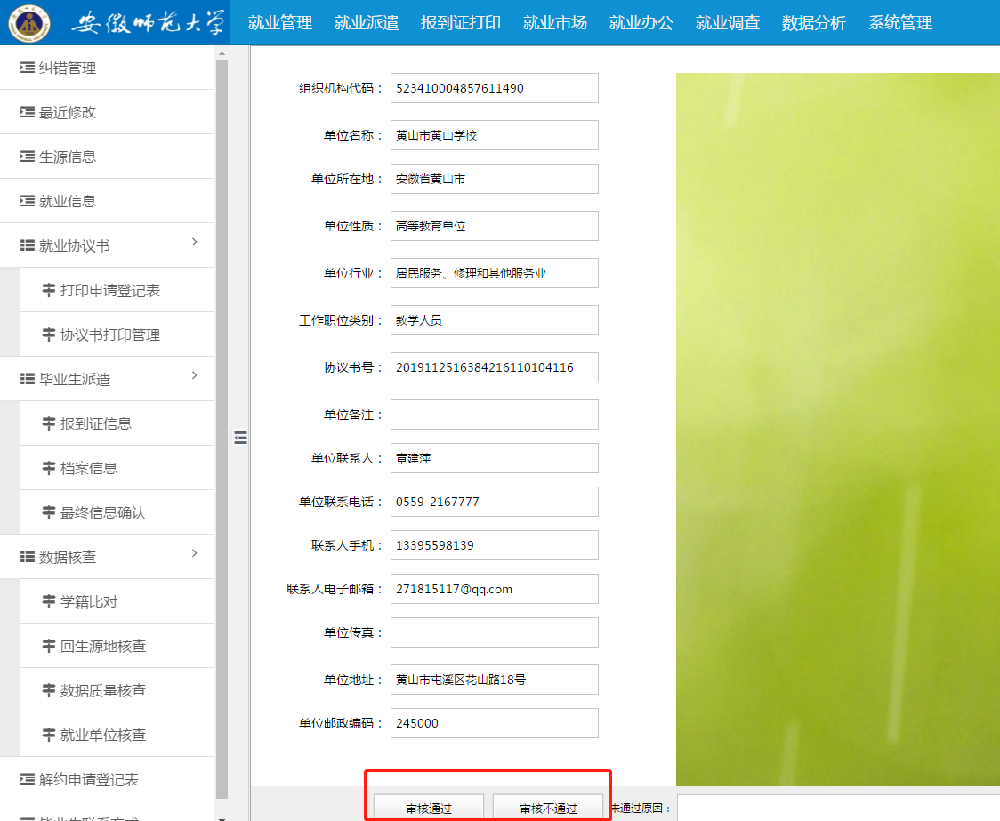 安徽师范大学
就业管理 就业派遣 报到证打印 就业市场 就业办公 就业调查 数据分析 系统管理
纠错管理
最近修改
生源信息
就业信息
就业协议书
打印申请登记表
协议书打印管理
毕业生派遣
报到证信息
档案信息
最终信息确认
数据核查
学籍比对
回生源地核查
数据质量核查
就业单位核查
解约申请登记表
毕业生联系方式
组织机构代码： 523410004857611490
单位名称： 黄山市黄山学校
单位所在地： 安徽省黄山市
单位性质： 高等教育单位
单位行业： 居民服务、修理和其他服务业
工作职位类别： 教学人员
协议书号： 2019112516384216110104116
单位备注：
单位联系人： 章建萍
单位联系电话： 0559-2167777
联系人手机： 13395598139
联系人电子邮箱： 271815117@qq.com
单位传真：
单位地址： 黄山市屯溪区花山路18号
单位邮政编码： 245000
审核通过 审核不通过 未通过原因：